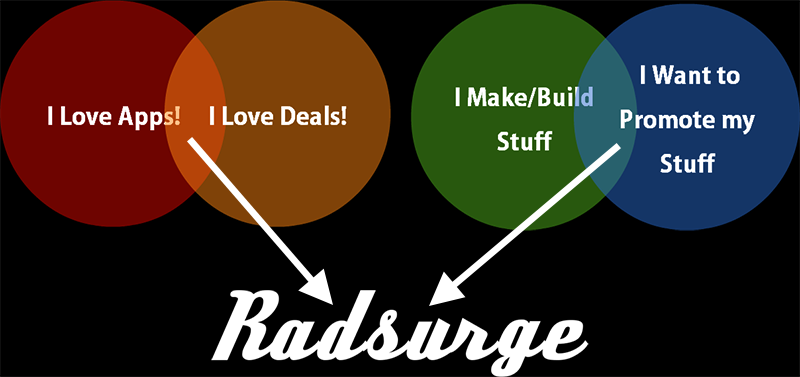 I Love Apps!
I Love Deals!
I Make/Build
Stuff
I Want to
Promote my
Stuff
Radsurge